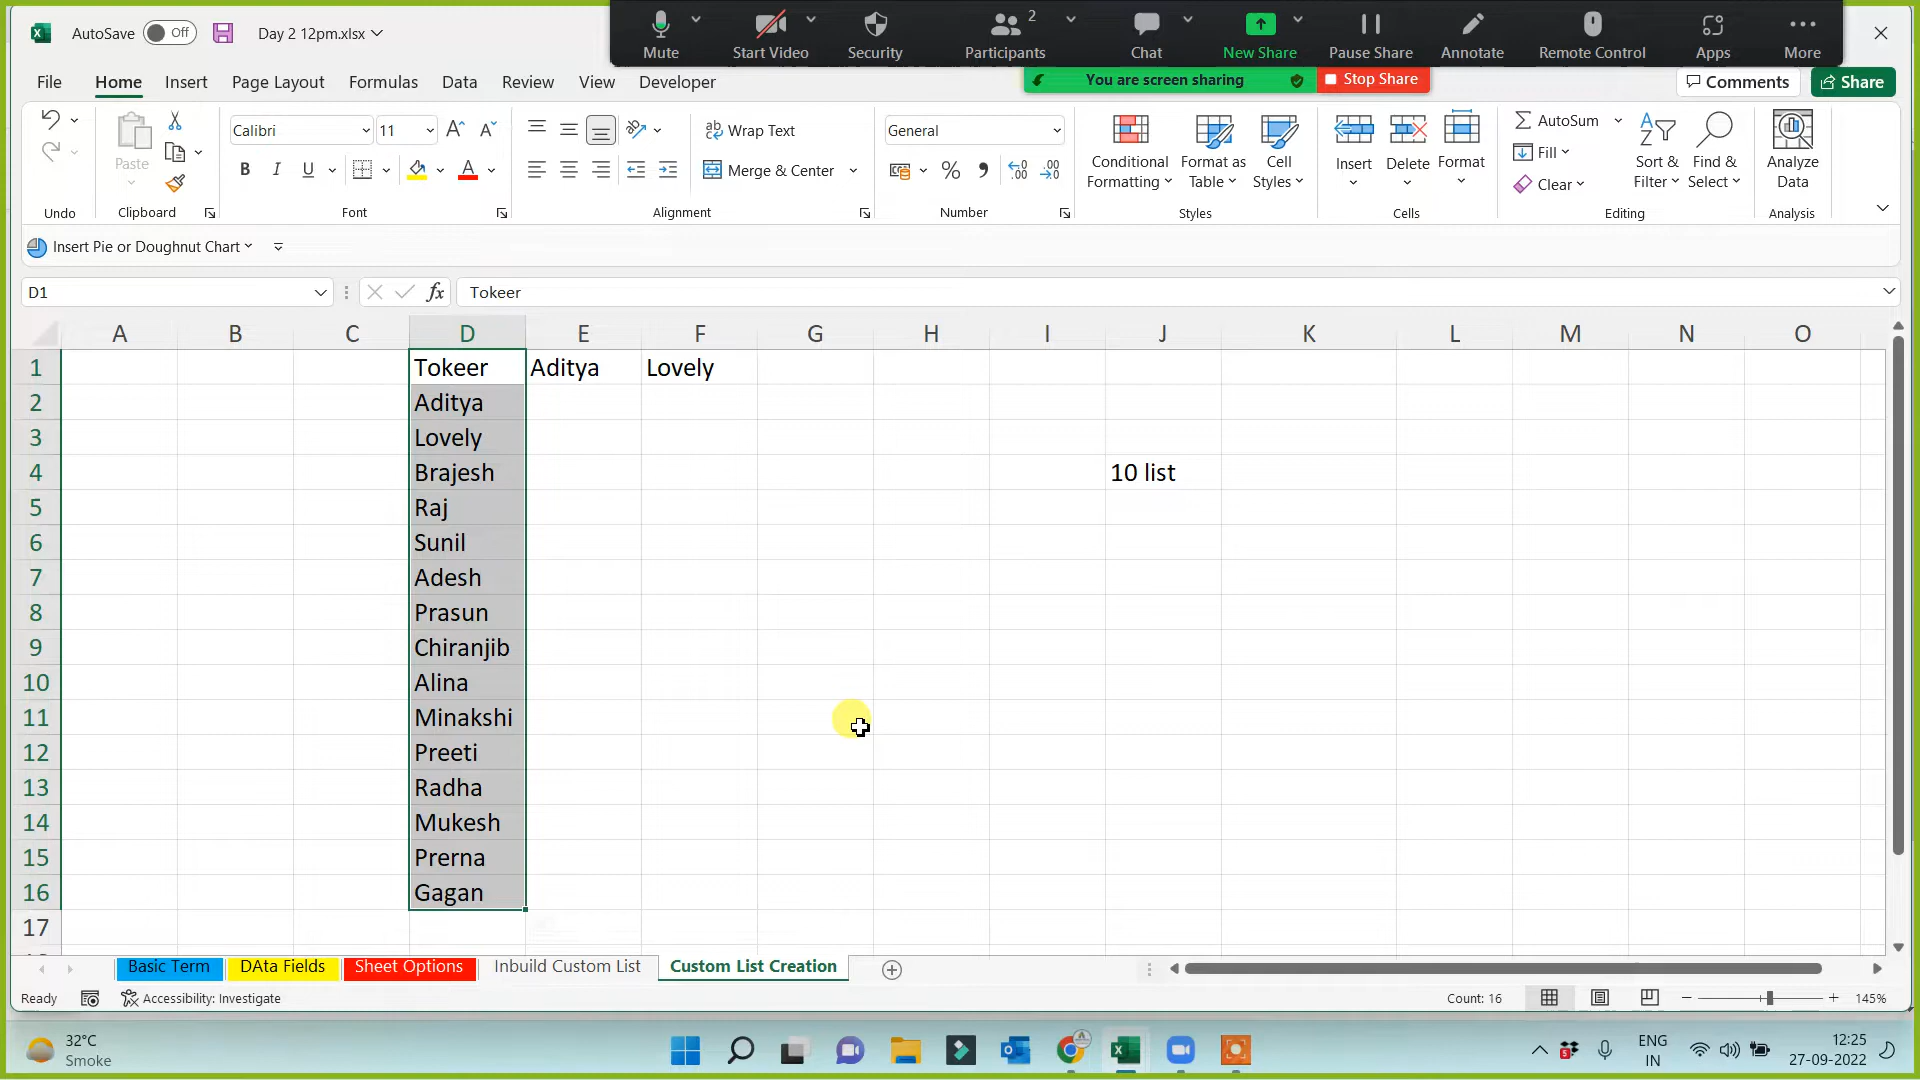 AutoSave Off Day 2 12pm.xlsx
Mute Start Video Security Participants 2 Chat New Share Pause Share Annotate Remote Control Apps More
You are screen sharing Stop Share
File Home Insert Page Layout Formulas Data Review View Developer Comments Share
Paste
Calibri 11
B I U
Wrap Text
Merge & Center
General
Conditional Formatting
Format as Table
Cell Styles
Insert Delete Format
AutoSum
Fill
Clear
Sort & Filter
Find & Select
Analyze Data
Undo Clipboard Font Alignment Number Styles Cells Editing Analysis
Insert Pie or Doughnut Chart
D1 fx Tokeer
A B C D E F G H I J K L M N O
1 Tokeer Aditya Lovely
2 Aditya
3 Lovely
4 Brajesh 10 list
5 Raj
6 Sunil
7 Adesh
8 Prasun
9 Chiranjib
10 Alina
11 Minakshi
12 Preeti
13 Radha
14 Mukesh
15 Prerna
16 Gagan
17
Basic Term DAta Fields Sheet Options Inbuild Custom List Custom List Creation
Ready Accessibility: Investigate Count: 16 145%
32°C
Smoke
ENG
IN
12:25
27-09-2022